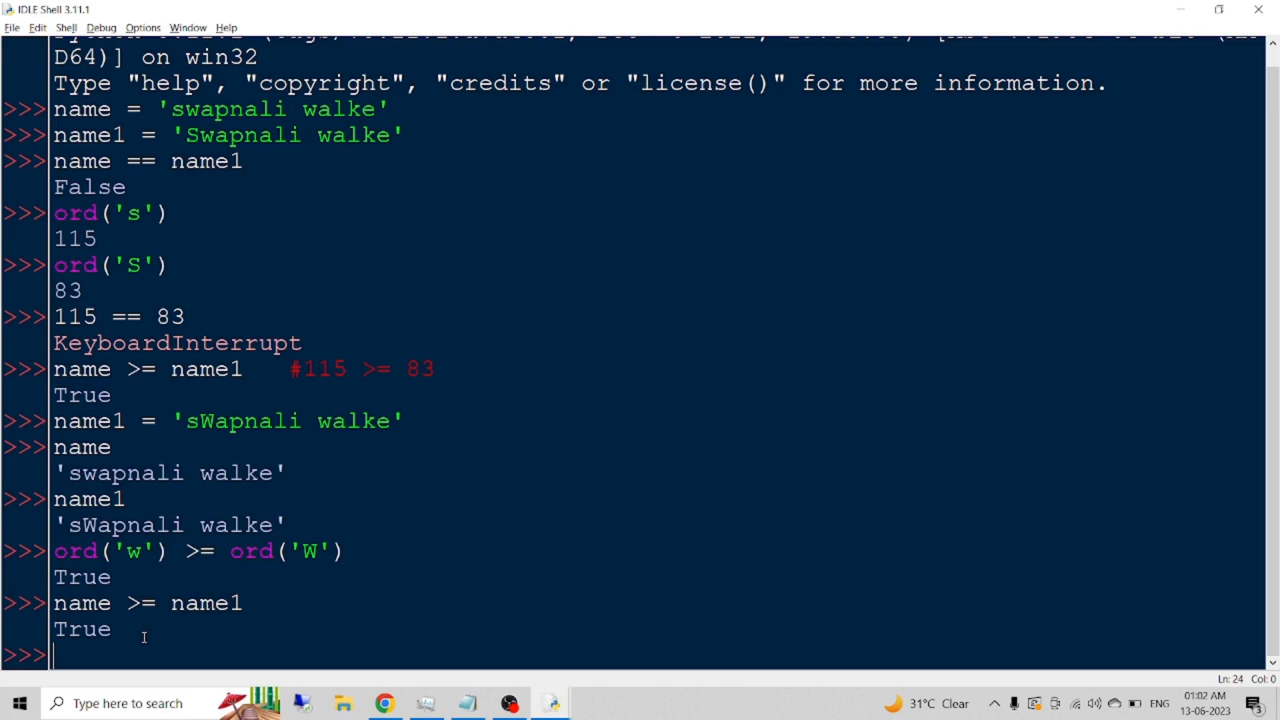 IDLE Shell 3.11.1
File Edit Shell Debug Options Window Help
D64)] on win32
Type "help", "copyright", "credits" or "license()" for more information.
>>> name = 'swapnali walke'
>>> name1 = 'Swapnali walke'
>>> name == name1
False
>>> ord('s')
115
>>> ord('S')
83
>>> 115 == 83
KeyboardInterrupt
>>> name >= name1   #115 >= 83
True
>>> name1 = 'sWapnali walke'
>>> name
'swapnali walke'
>>> name1
'sWapnali walke'
>>> ord('w') >= ord('W')
True
>>> name >= name1
True
>>>
Ln: 24 Col: 0
Type here to search
31°C Clear
ENG
01:02 AM
13-06-2023
3